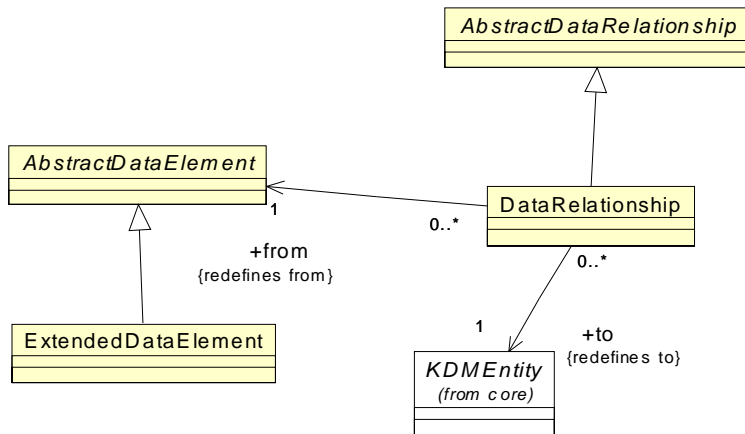 AbstractDataRelationship
AbstractDataElement
DataRelationship
1
0..*
+from
{redefines from}
0..*
1
+to
{redefines to}
ExtendedDataElement
KDMEntity
(from core)